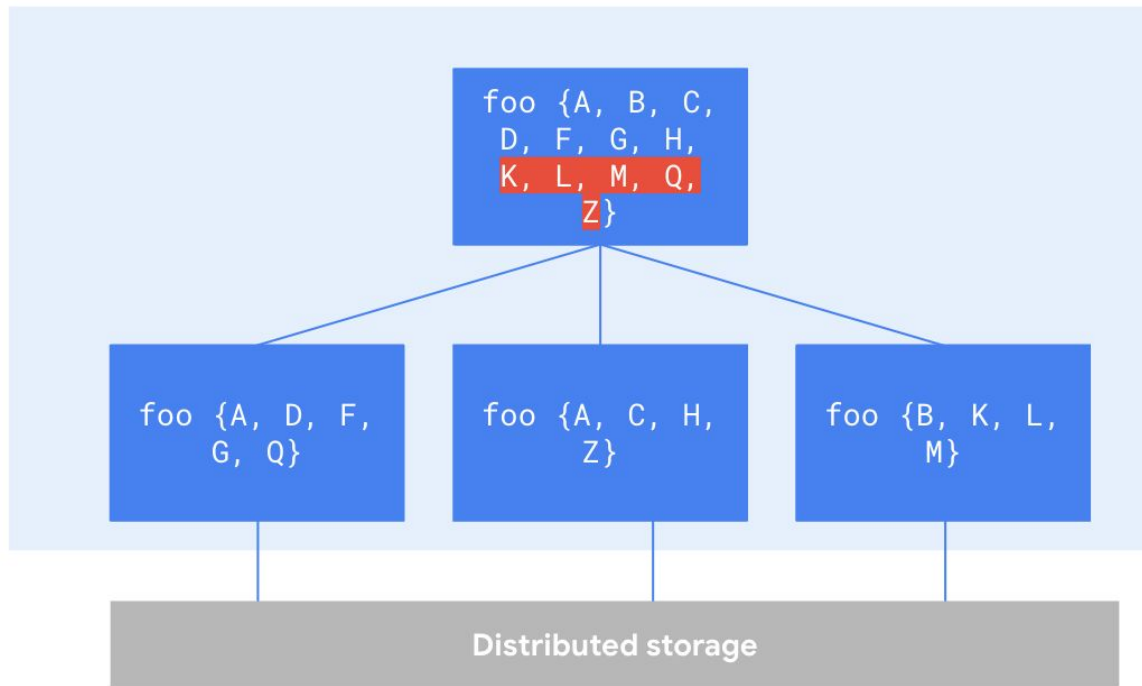 foo {A, B, C,
D, F, G, H,
K, L, M, Q,
Z}
foo {A, D, F,
G, Q}
foo {A, C, H,
Z}
foo {B, K, L,
M}
Distributed storage